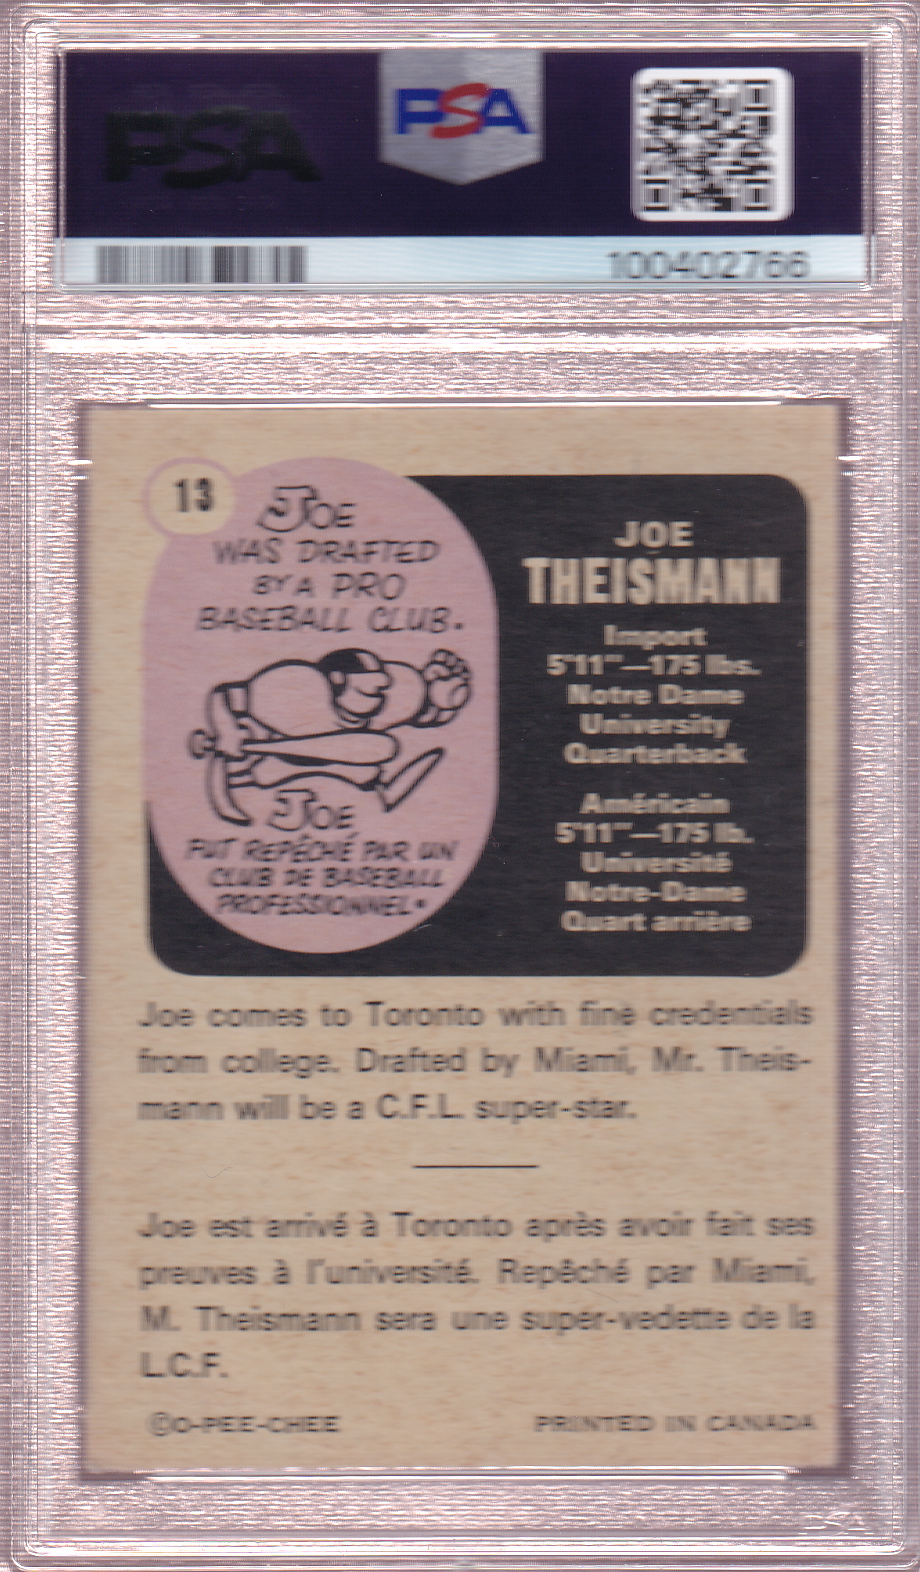 PSA
PSA
100402766
13
JOE
WAS DRAFTED
BY A PRO
BASEBALL CLUB.
JOE
FUT REPÊCHÉ PAR UN
CLUB DE BASEBALL
PROFESSIONNEL.
JOE
THEISMANN
Import
5'11"—175 lbs.
Notre Dame
University
Quarterback
Américain
5'11"—175 lb.
Université
Notre-Dame
Quart arrière
Joe comes to Toronto with fine credentials
from college. Drafted by Miami, Mr. Theis-
mann will be a C.F.L. super-star.
Joe est arrivé à Toronto après avoir fait ses
preuves à l'université. Repêché par Miami,
M. Theismann sera une super-vedette de la
L.C.F.
©O-PEE-CHEE
PRINTED IN CANADA
PSA